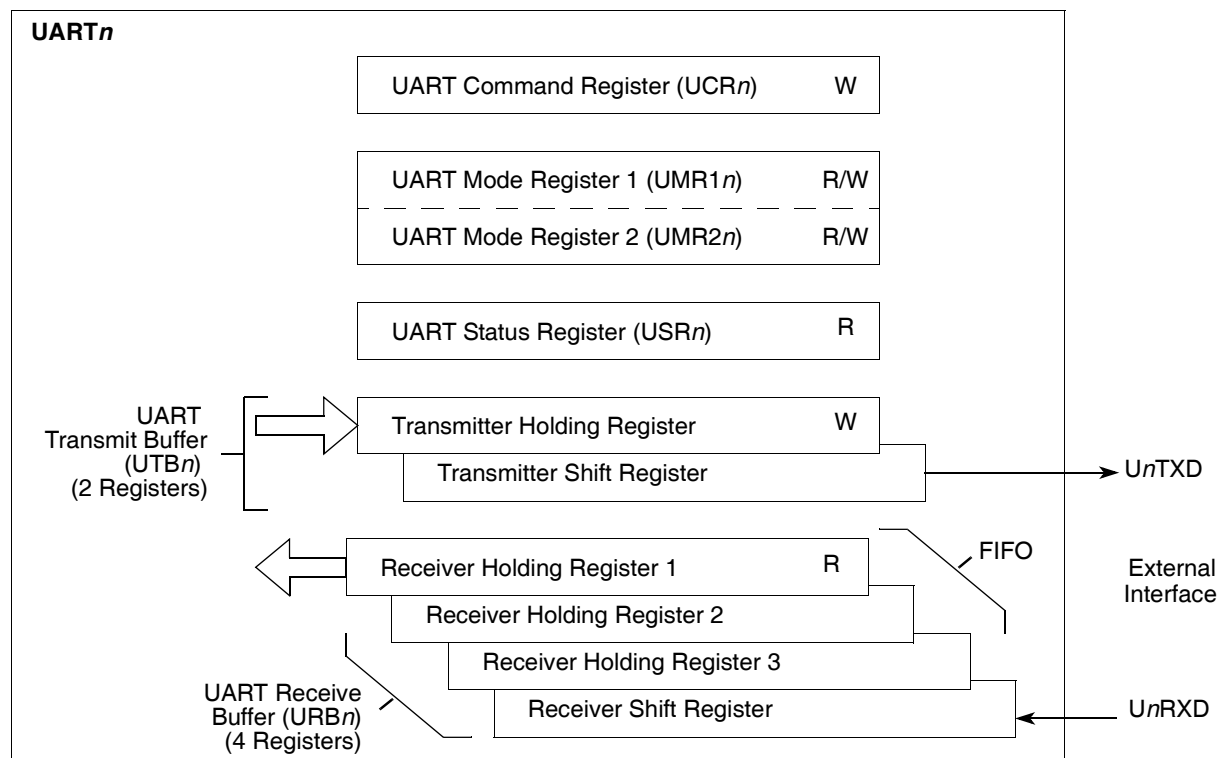 UARTn
UART Command Register (UCRn) W
UART Mode Register 1 (UMR1n) R/W
UART Mode Register 2 (UMR2n) R/W
UART Status Register (USRn) R
UART
Transmit Buffer
(UTBn)
(2 Registers)
Transmitter Holding Register W
Transmitter Shift Register
UnTXD
Receiver Holding Register 1 R
Receiver Holding Register 2
Receiver Holding Register 3
Receiver Shift Register
FIFO
External
Interface
UART Receive
Buffer (URBn)
(4 Registers)
UnRXD